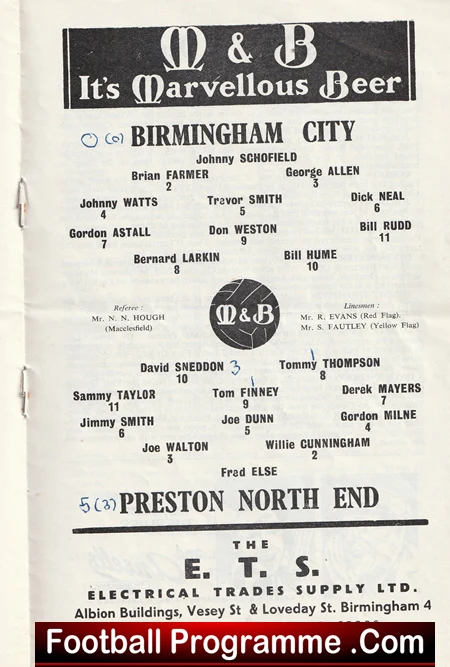 M & B
It's Marvellous Beer
0 (0) BIRMINGHAM CITY
Johnny SCHOFIELD
Brian FARMER George ALLEN
2 3
Johnny WATTS Trevor SMITH Dick NEAL
4 5 6
Gordon ASTALL Don WESTON Bill RUDD
7 9 11
Bernard LARKIN Bill HUME
8 10
Referee :
Mr. N. N. HOUGH
(Macclesfield)
M&B
Linesmen :
Mr. R. EVANS (Red Flag).
Mr. S. FAUTLEY (Yellow Flag)
David SNEDDON 3 Tommy THOMPSON 1
10 8
Sammy TAYLOR Tom FINNEY 1 Derek MAYERS
11 9 7
Jimmy SMITH Joe DUNN Gordon MILNE
6 5 4
Joe WALTON Willie CUNNINGHAM
3 2
Fred ELSE
5 (3) PRESTON NORTH END
THE
E. T. S.
ELECTRICAL TRADES SUPPLY LTD.
Albion Buildings, Vesey St & Loveday St. Birmingham 4
Football Programme .Com